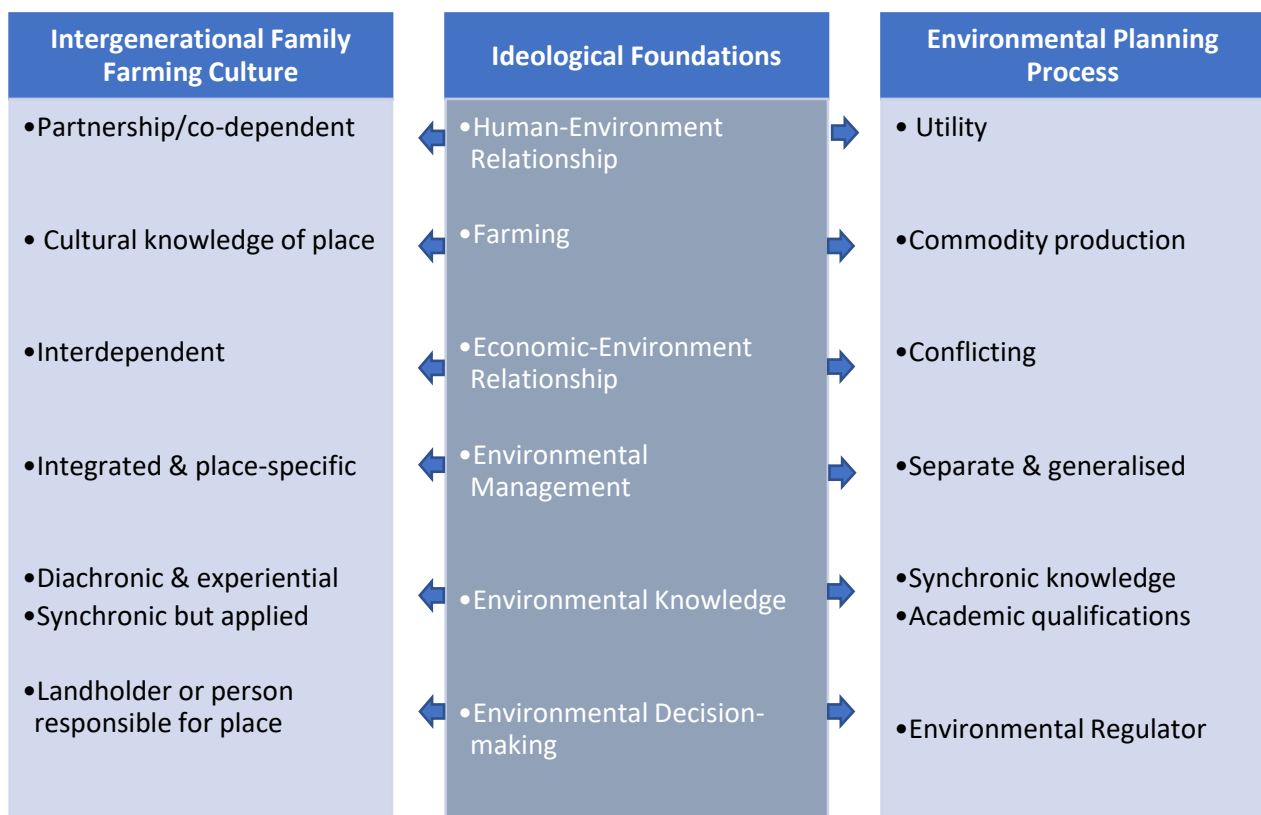 Intergenerational Family
Farming Culture
•Partnership/co-dependent
• Cultural knowledge of place
•Interdependent
•Integrated & place-specific
•Diachronic & experiential
•Synchronic but applied
•Landholder or person
responsible for place
Ideological Foundations
•Human-Environment
Relationship
•Farming
•Economic-Environment
Relationship
•Environmental
Management
•Environmental Knowledge
•Environmental Decision-
making
Environmental Planning
Process
• Utility
•Commodity production
•Conflicting
•Separate & generalised
•Synchronic knowledge
•Academic qualifications
•Environmental Regulator